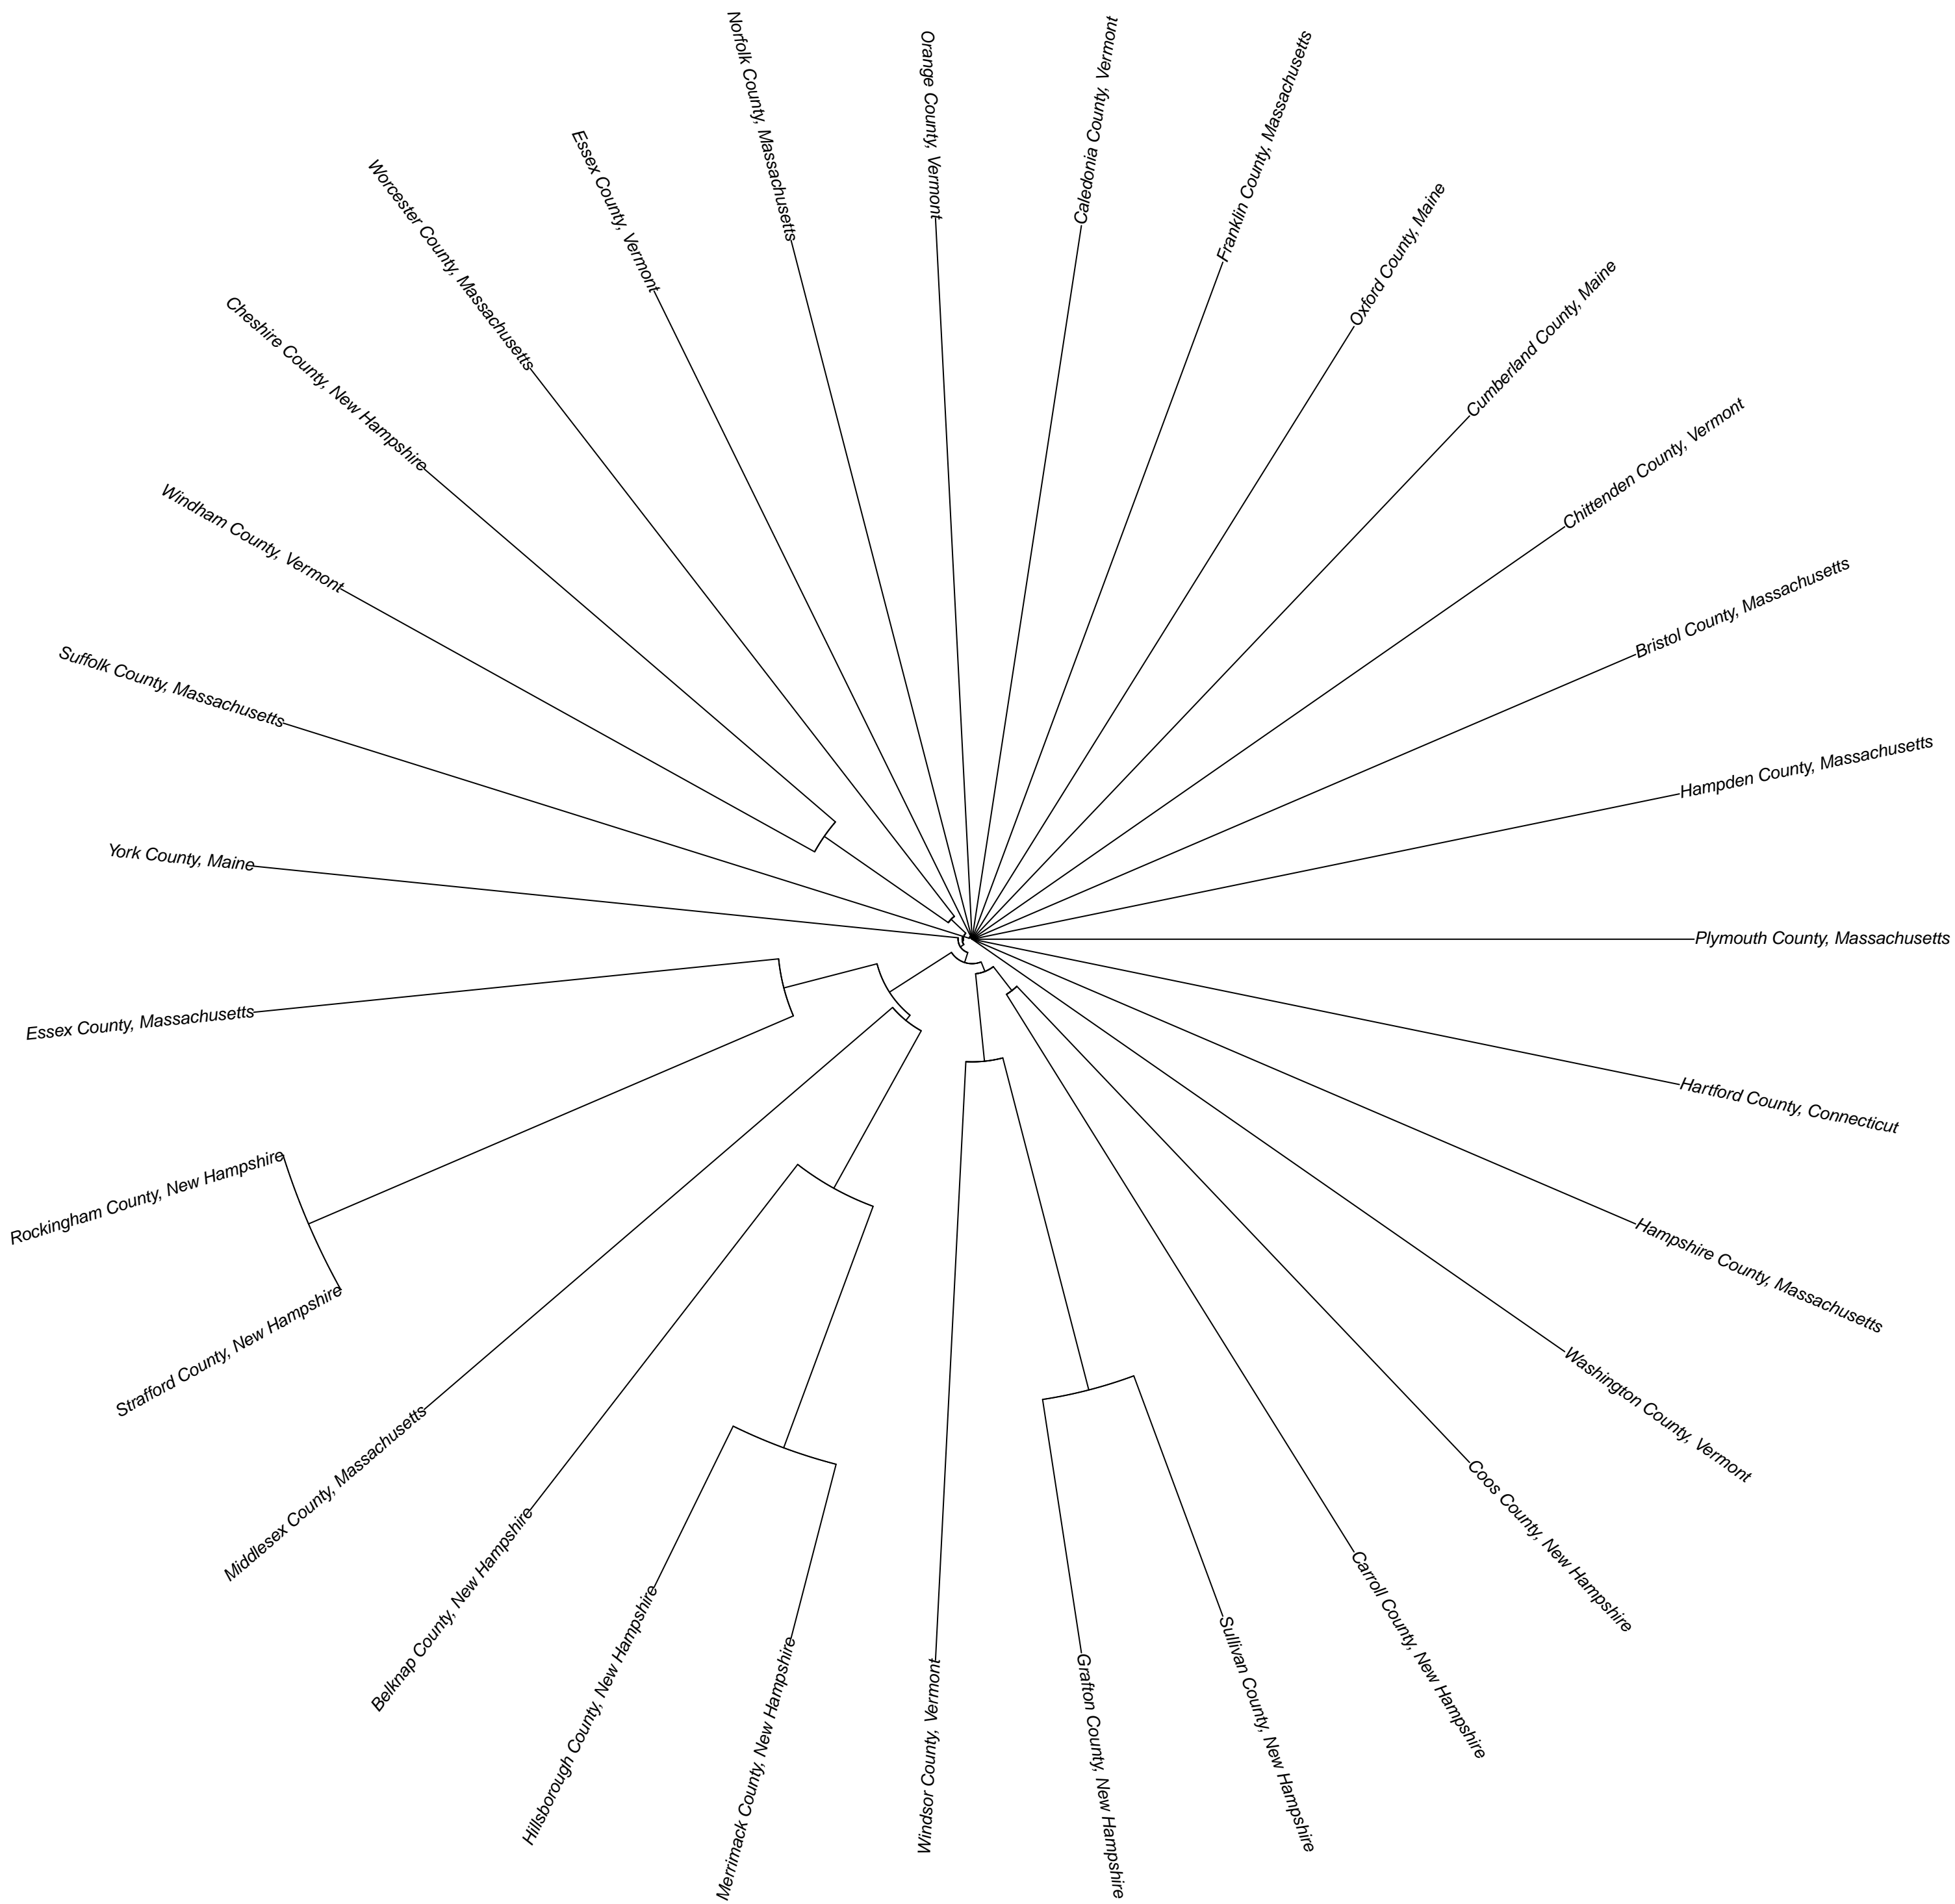 Norfolk County, Massachusetts
Orange County, Vermont
Caledonia County, Vermont
Franklin County, Massachusetts
Oxford County, Maine
Cumberland County, Maine
Chittenden County, Vermont
Bristol County, Massachusetts
Hampden County, Massachusetts
Plymouth County, Massachusetts
Hartford County, Connecticut
Hampshire County, Massachusetts
Washington County, Vermont
Coos County, New Hampshire
Carroll County, New Hampshire
Sullivan County, New Hampshire
Grafton County, New Hampshire
Windsor County, Vermont
Merrimack County, New Hampshire
Hillsborough County, New Hampshire
Belknap County, New Hampshire
Middlesex County, Massachusetts
Strafford County, New Hampshire
Rockingham County, New Hampshire
Essex County, Massachusetts
York County, Maine
Suffolk County, Massachusetts
Windham County, Vermont
Cheshire County, New Hampshire
Worcester County, Massachusetts
Essex County, Vermont